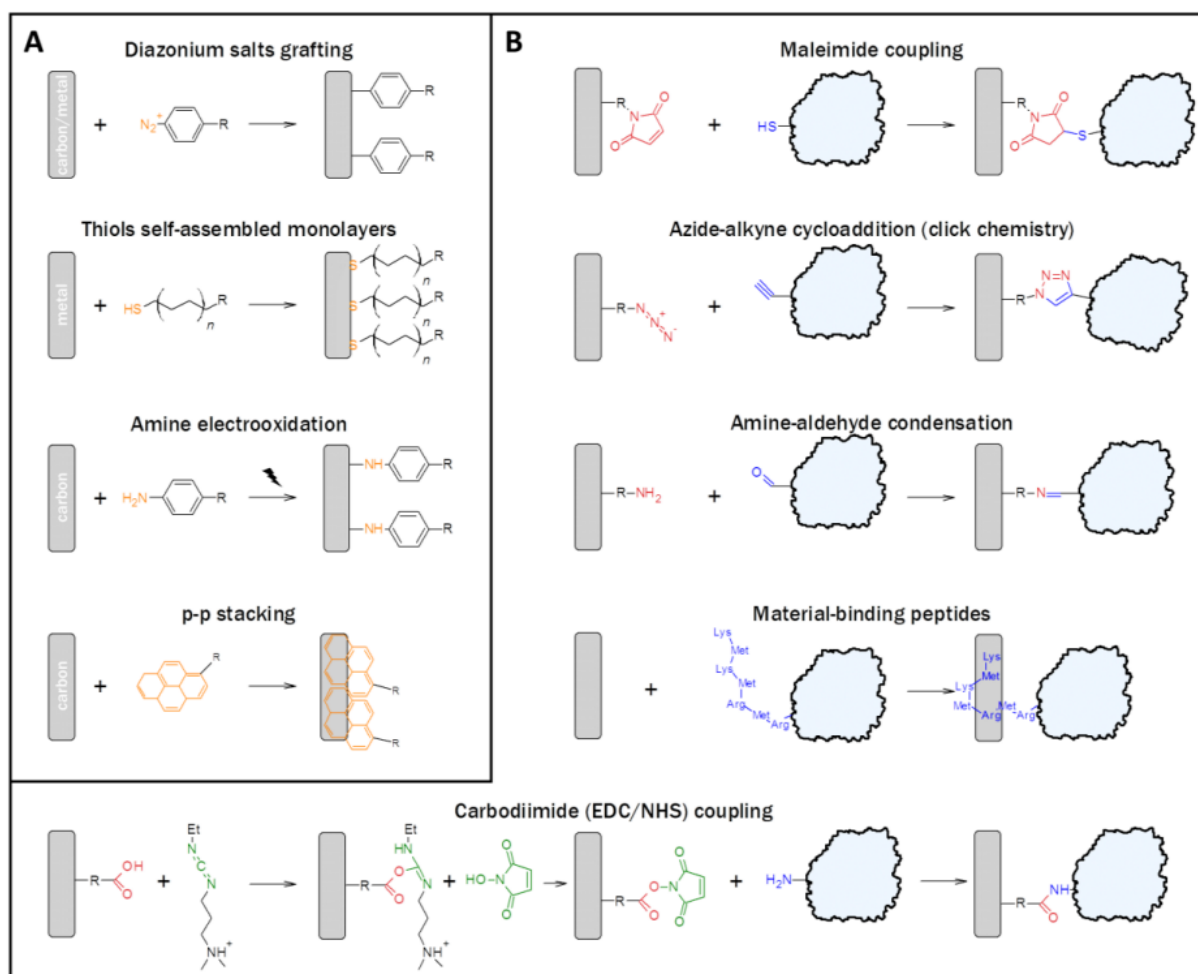 A
Diazonium salts grafting
carbon/metal
+
N2+
R
R
R
Thiols self-assembled monolayers
metal
+
HS
R
n
S
R
n
S
R
n
S
R
n
Amine electrooxidation
carbon
+
H2N
R
NH
R
NH
R
p-p stacking
carbon
+
R
R
R
B
Maleimide coupling
R
N
O
O
+
HS
R
N
O
O
S
Azide-alkyne cycloaddition (click chemistry)
R
N
N+
N-
+
R
N
N
N
Amine-aldehyde condensation
R
NH2
+
O
R
N
Material-binding peptides
+
Lys
Met
Lys
Met
Arg
Met
Arg
Lys
Met
Lys
Met
Arg
Met
Arg
Carbodiimide (EDC/NHS) coupling
R
OH
O
+
Et
N
C
N
NH+
R
O
O
Et
HN
N
NH+
+
HO
N
O
O
R
O
O
N
O
O
+
H2N
R
O
NH